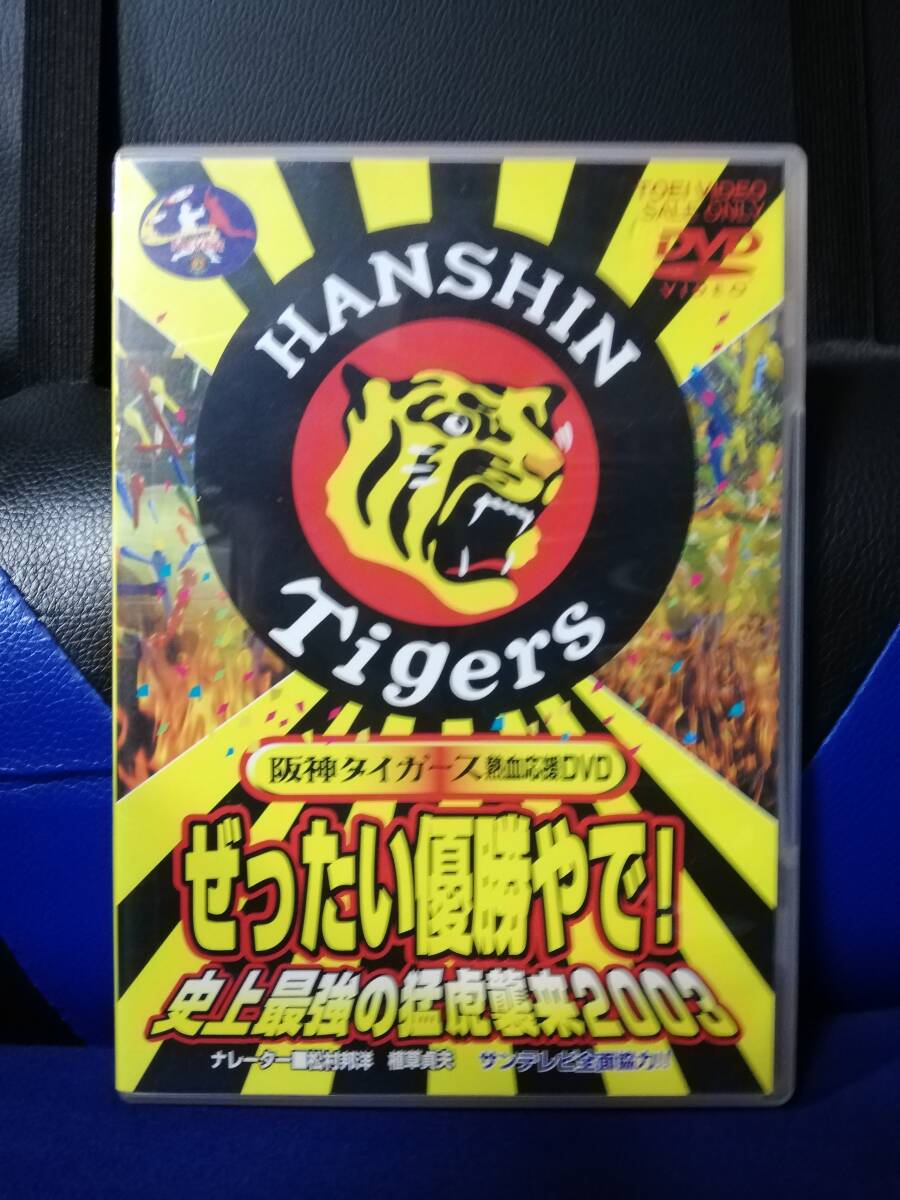 TOEI VIDEO
SALE ONLY
DVD
VIDEO
HANSHIN
Tigers
阪神タイガース熱血応援DVD
ぜったい優勝やで!
史上最強の猛虎襲来2003
ナレーター■松村邦洋 植草貞夫 サンテレビ全面協力!!